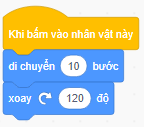 Khi bấm vào nhân vật này
di chuyển 10 bước
xoay 120 độ